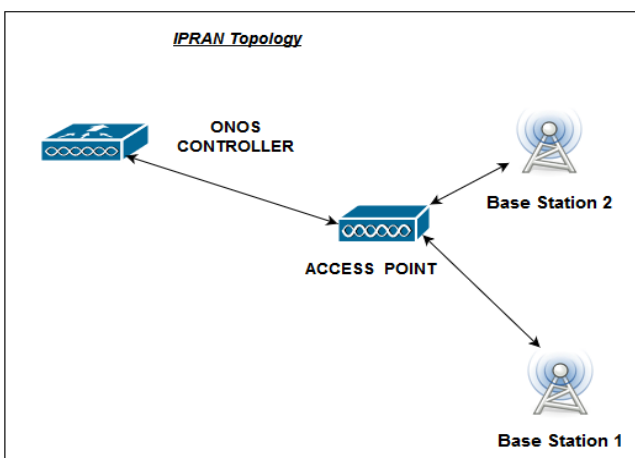 IPRAN Topology
ONOS
CONTROLLER
Base Station 2
ACCESS POINT
Base Station 1